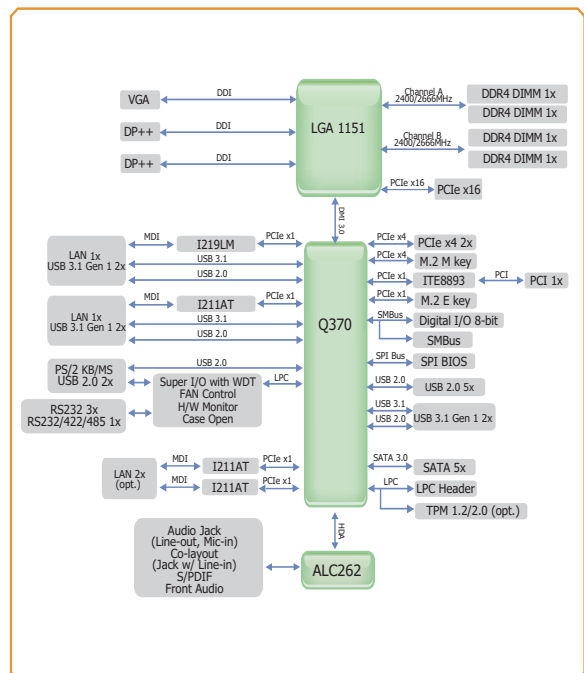 VGA
DDI
DP++
DDI
DP++
DDI
LGA 1151
Channel A
2400/2666MHz
DDR4 DIMM 1x
DDR4 DIMM 1x
Channel B
2400/2666MHz
DDR4 DIMM 1x
DDR4 DIMM 1x
PCIe x16
PCIe x16
DMI 3.0
LAN 1x
USB 3.1 Gen 1 2x
MDI
I219LM
PCIe x1
USB 3.1
USB 2.0
LAN 1x
USB 3.1 Gen 1 2x
MDI
I211AT
PCIe x1
USB 3.1
USB 2.0
PS/2 KB/MS
USB 2.0 2x
USB 2.0
Super I/O with WDT
FAN Control
H/W Monitor
Case Open
LPC
RS232 3x
RS232/422/485 1x
LAN 2x
(opt.)
MDI
I211AT
PCIe x1
MDI
I211AT
PCIe x1
Q370
PCIe x4
PCIe x4 2x
PCIe x4
M.2 M key
PCIe x1
ITE8893
PCI
PCI 1x
PCIe x1
M.2 E key
SMBus
Digital I/O 8-bit
SMBus
SPI Bus
SPI BIOS
USB 2.0
USB 2.0 5x
USB 3.1
USB 2.0
USB 3.1 Gen 1 2x
SATA 3.0
SATA 5x
LPC
LPC Header
TPM 1.2/2.0 (opt.)
HDA
Audio Jack
(Line-out, Mic-in)
Co-layout
(Jack w/ Line-in)
S/PDIF
Front Audio
ALC262